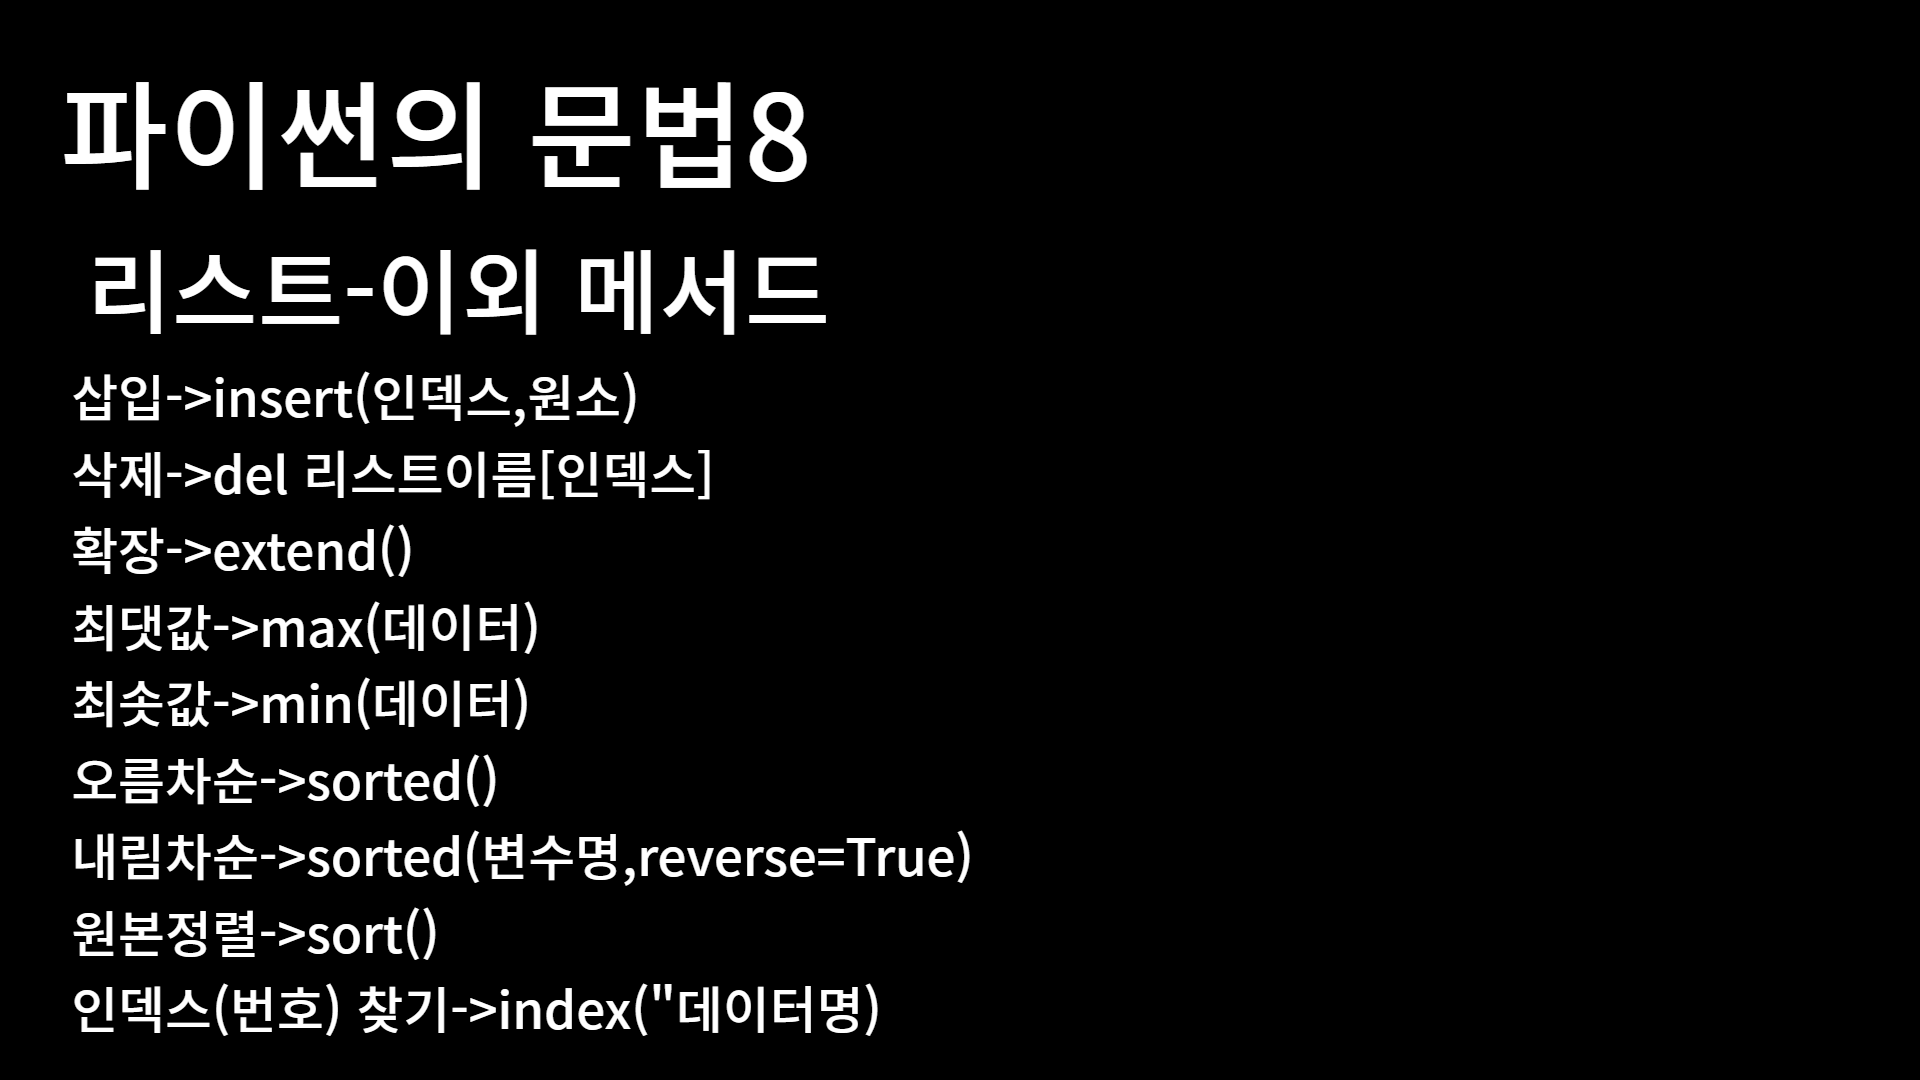 파이썬의 문법8
리스트-이외 메서드
삽입->insert(인덱스,원소)
삭제->del 리스트이름[인덱스]
확장->extend()
최댓값->max(데이터)
최솟값->min(데이터)
오름차순->sorted()
내림차순->sorted(변수명,reverse=True)
원본정렬->sort()
인덱스(번호) 찾기->index("데이터명)